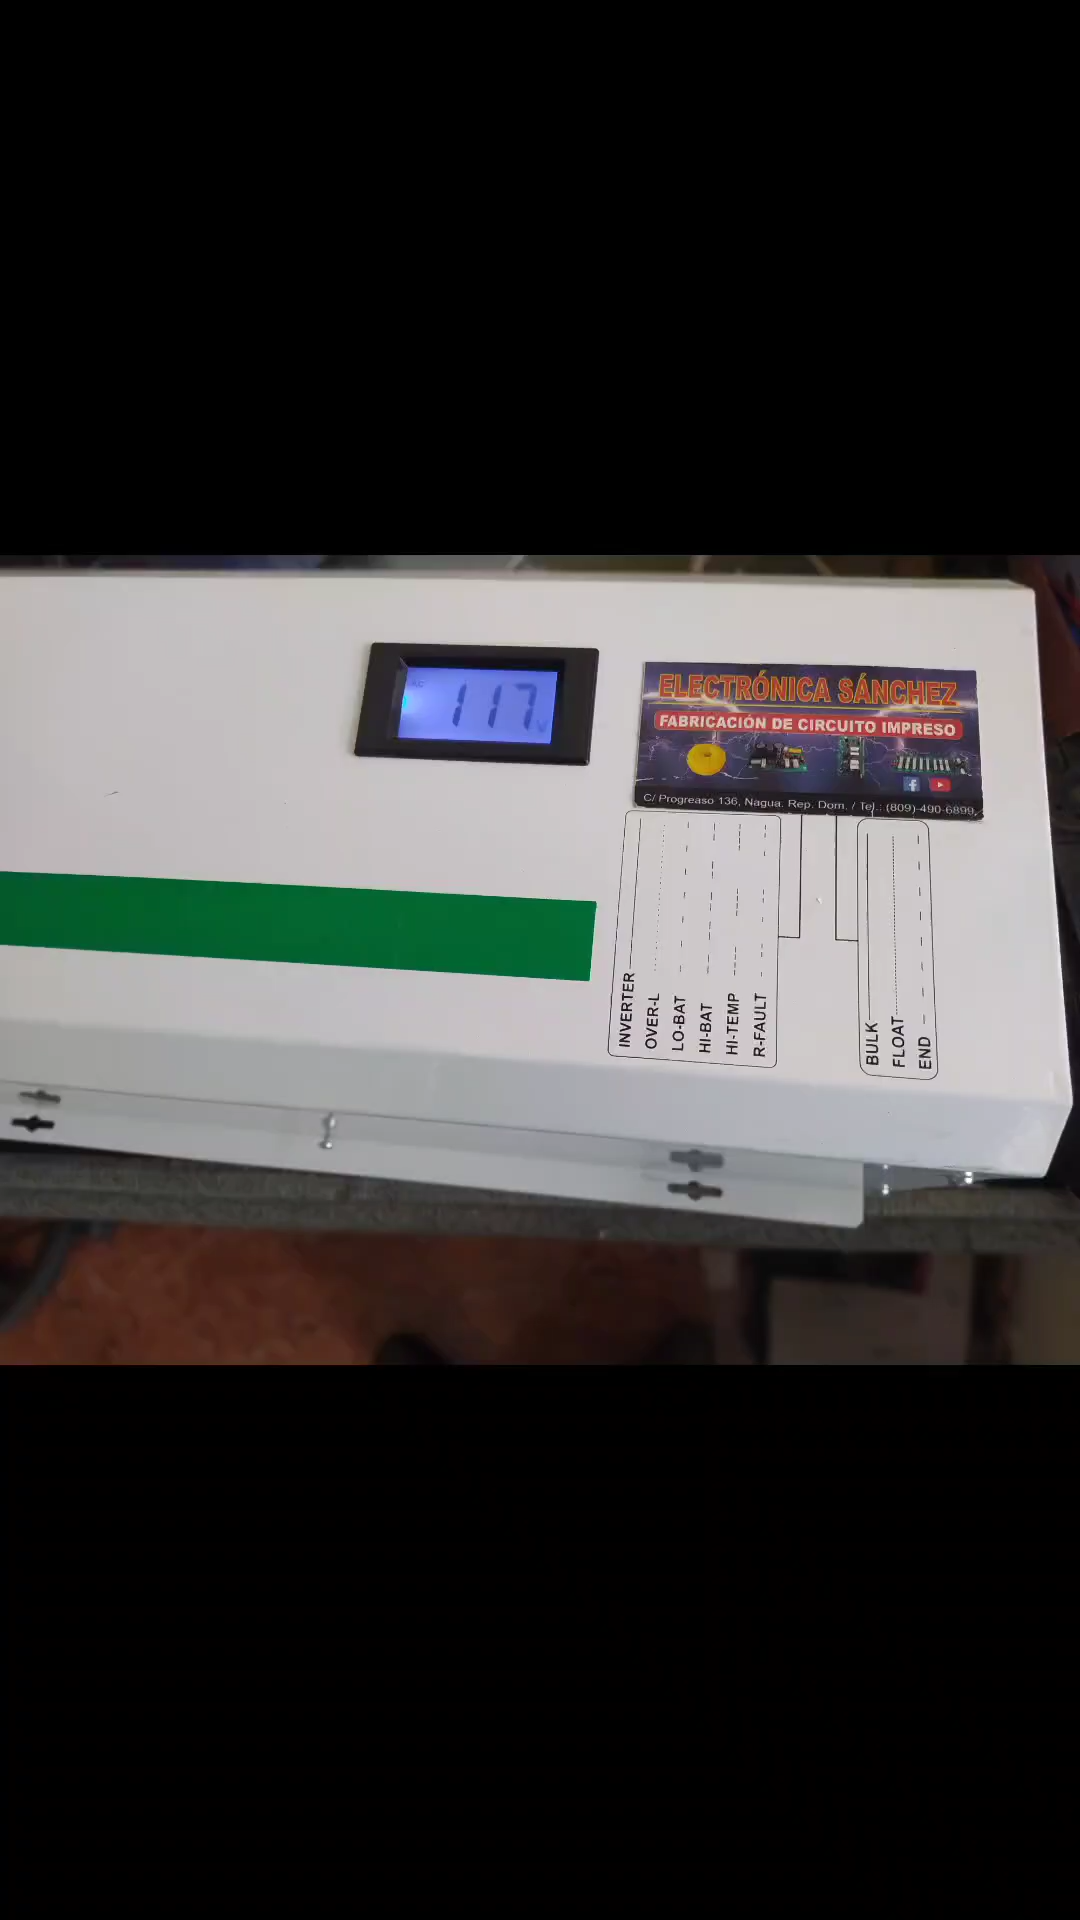 AC
117
V
ELECTRÓNICA SÁNCHEZ
FABRICACIÓN DE CIRCUITO IMPRESO
C/ Progreaso 136, Nagua. Rep. Dom. / Tel.: (809)-490-6899,
INVERTER
OVER-L
LO-BAT
HI-BAT
HI-TEMP
R-FAULT
BULK
FLOAT
END